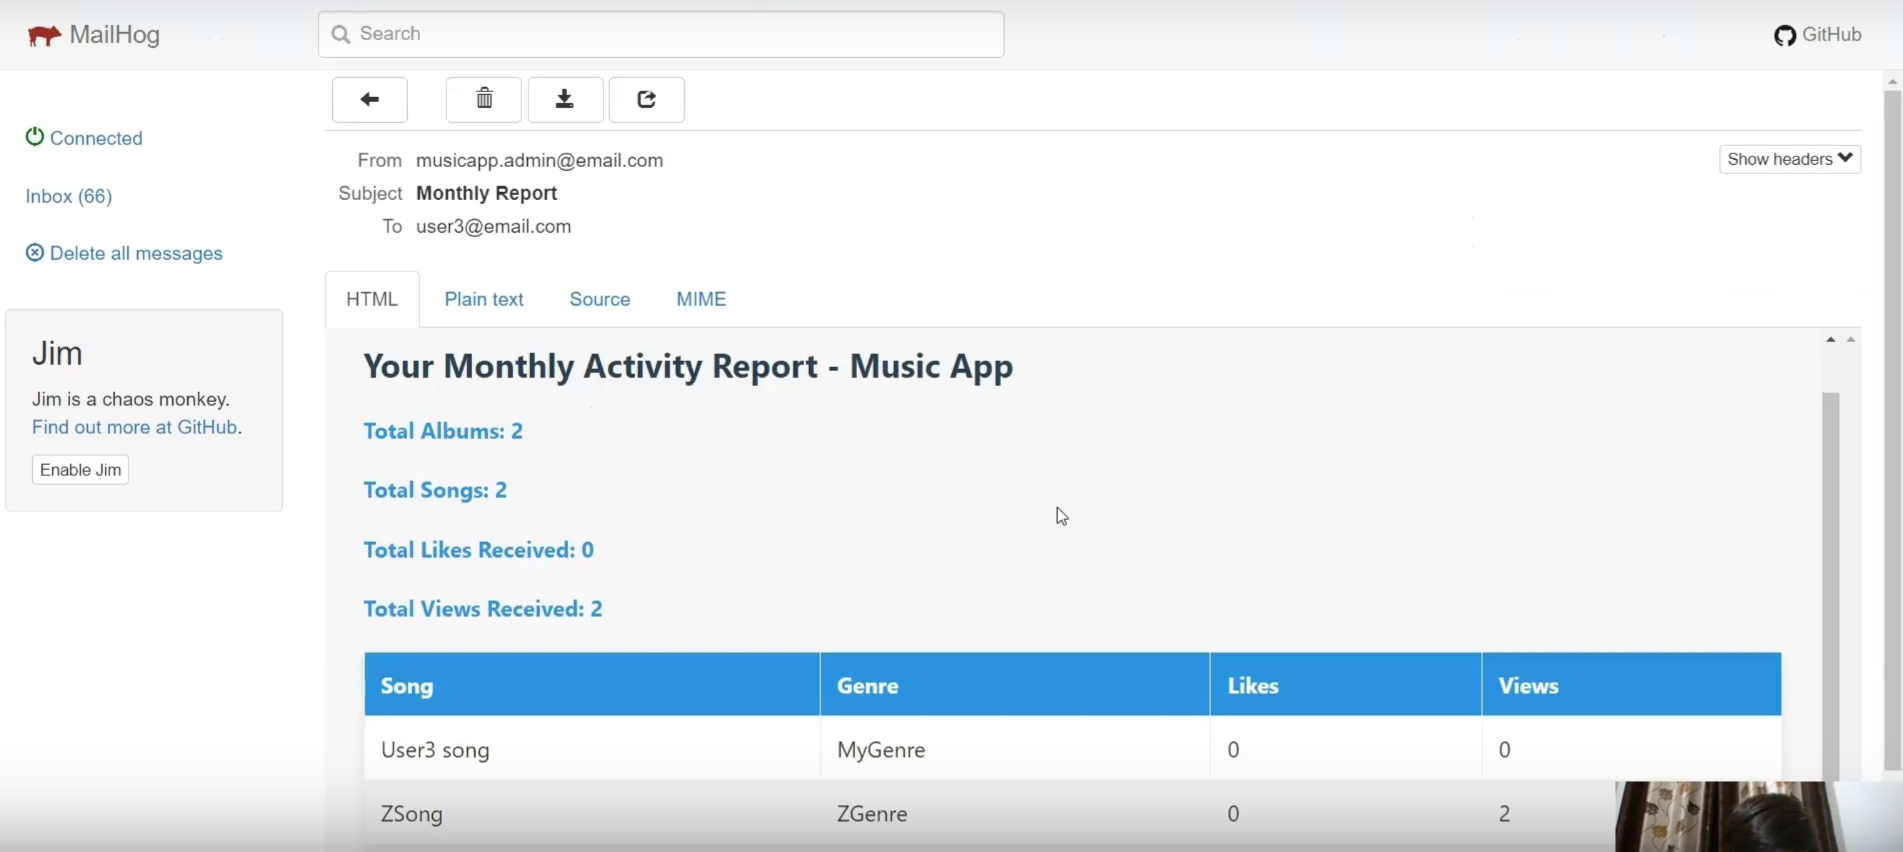 MailHog
Search
GitHub
Connected
Inbox (66)
Delete all messages
Jim
Jim is a chaos monkey.
Find out more at GitHub.
Enable Jim
From musicapp.admin@email.com
Show headers
Subject Monthly Report
To user3@email.com
HTML Plain text Source MIME
Your Monthly Activity Report - Music App
Total Albums: 2
Total Songs: 2
Total Likes Received: 0
Total Views Received: 2
Song Genre Likes Views
User3 song MyGenre 0 0
ZSong ZGenre 0 2